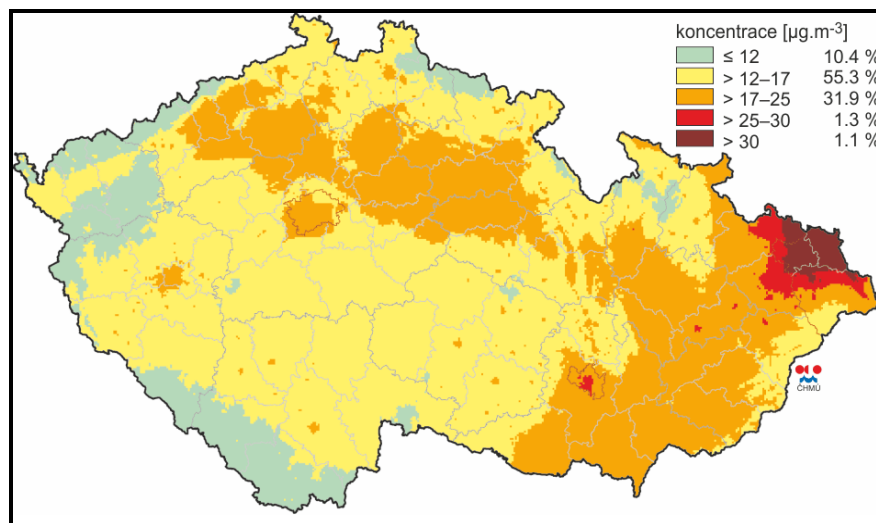 koncentrace [µg.m-³]
≤ 12 10.4 %
> 12–17 55.3 %
> 17–25 31.9 %
> 25–30 1.3 %
> 30 1.1 %
ČHMÚ